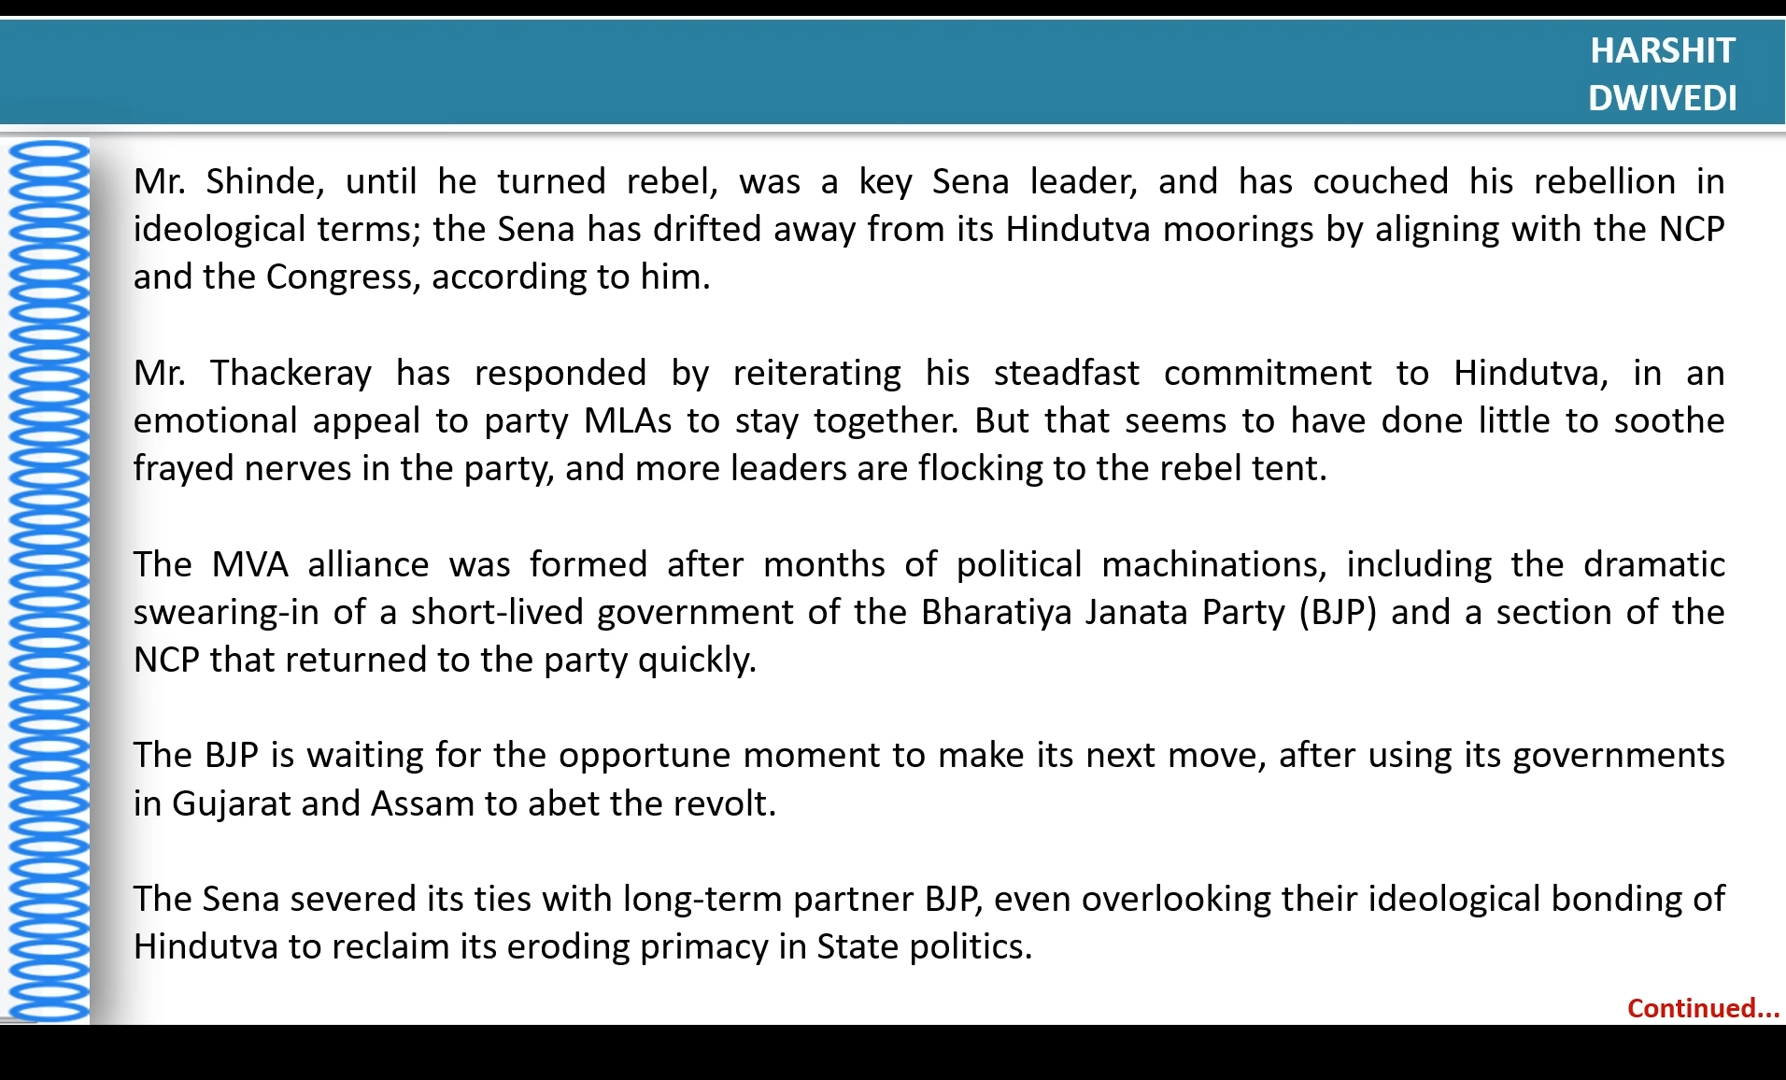 HARSHIT
DWIVEDI
Mr. Shinde, until he turned rebel, was a key Sena leader, and has couched his rebellion in
ideological terms; the Sena has drifted away from its Hindutva moorings by aligning with the NCP
and the Congress, according to him.
Mr. Thackeray has responded by reiterating his steadfast commitment to Hindutva, in an
emotional appeal to party MLAs to stay together. But that seems to have done little to soothe
frayed nerves in the party, and more leaders are flocking to the rebel tent.
The MVA alliance was formed after months of political machinations, including the dramatic
swearing-in of a short-lived government of the Bharatiya Janata Party (BJP) and a section of the
NCP that returned to the party quickly.
The BJP is waiting for the opportune moment to make its next move, after using its governments
in Gujarat and Assam to abet the revolt.
The Sena severed its ties with long-term partner BJP, even overlooking their ideological bonding of
Hindutva to reclaim its eroding primacy in State politics.
Continued...